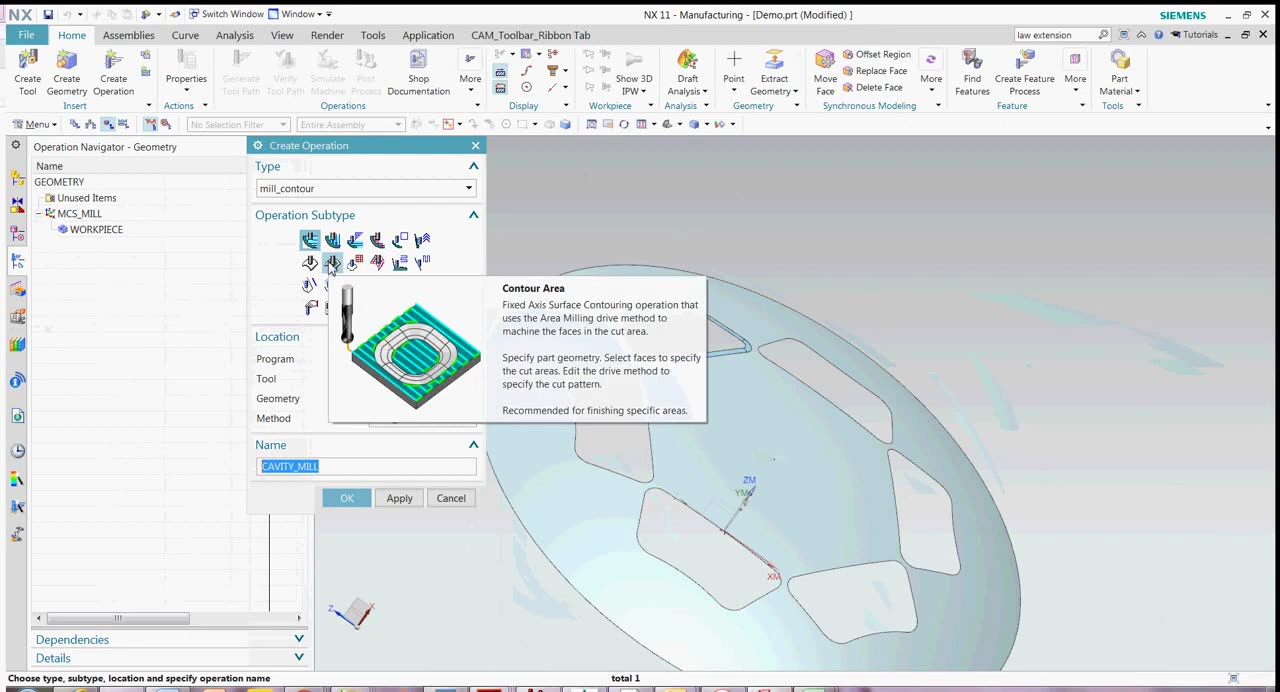 NX
Switch Window
Window
NX 11 - Manufacturing - [Demo.prt (Modified) ]
SIEMENS
File
Home
Assemblies
Curve
Analysis
View
Render
Tools
Application
CAM_Toolbar_Ribbon Tab
law extension
Tutorials
Create Tool
Create Geometry
Create Operation
Insert
Properties
Actions
Generate Tool Path
Verify Tool Path
Simulate Machine
Post Process
Shop Documentation
More
Operations
Display
Show 3D IPW
Workpiece
Draft Analysis
Analysis
Point
Extract Geometry
Geometry
Move Face
Offset Region
Replace Face
Delete Face
More
Synchronous Modeling
Find Features
Create Feature Process
More
Feature
Part Material
Tools
Menu
No Selection Filter
Entire Assembly
Operation Navigator - Geometry
Name
GEOMETRY
Unused Items
MCS_MILL
WORKPIECE
Create Operation
Type
mill_contour
Operation Subtype
Location
Program
Tool
Geometry
Method
Name
CAVITY_MILL
OK
Apply
Cancel
Contour Area
Fixed Axis Surface Contouring operation that
uses the Area Milling drive method to
machine the faces in the cut area.
Specify part geometry. Select faces to specify
the cut areas. Edit the drive method to
specify the cut pattern.
Recommended for finishing specific areas.
ZM
YM
XM
Z
X
Dependencies
Details
Choose type, subtype, location and specify operation name
total 1